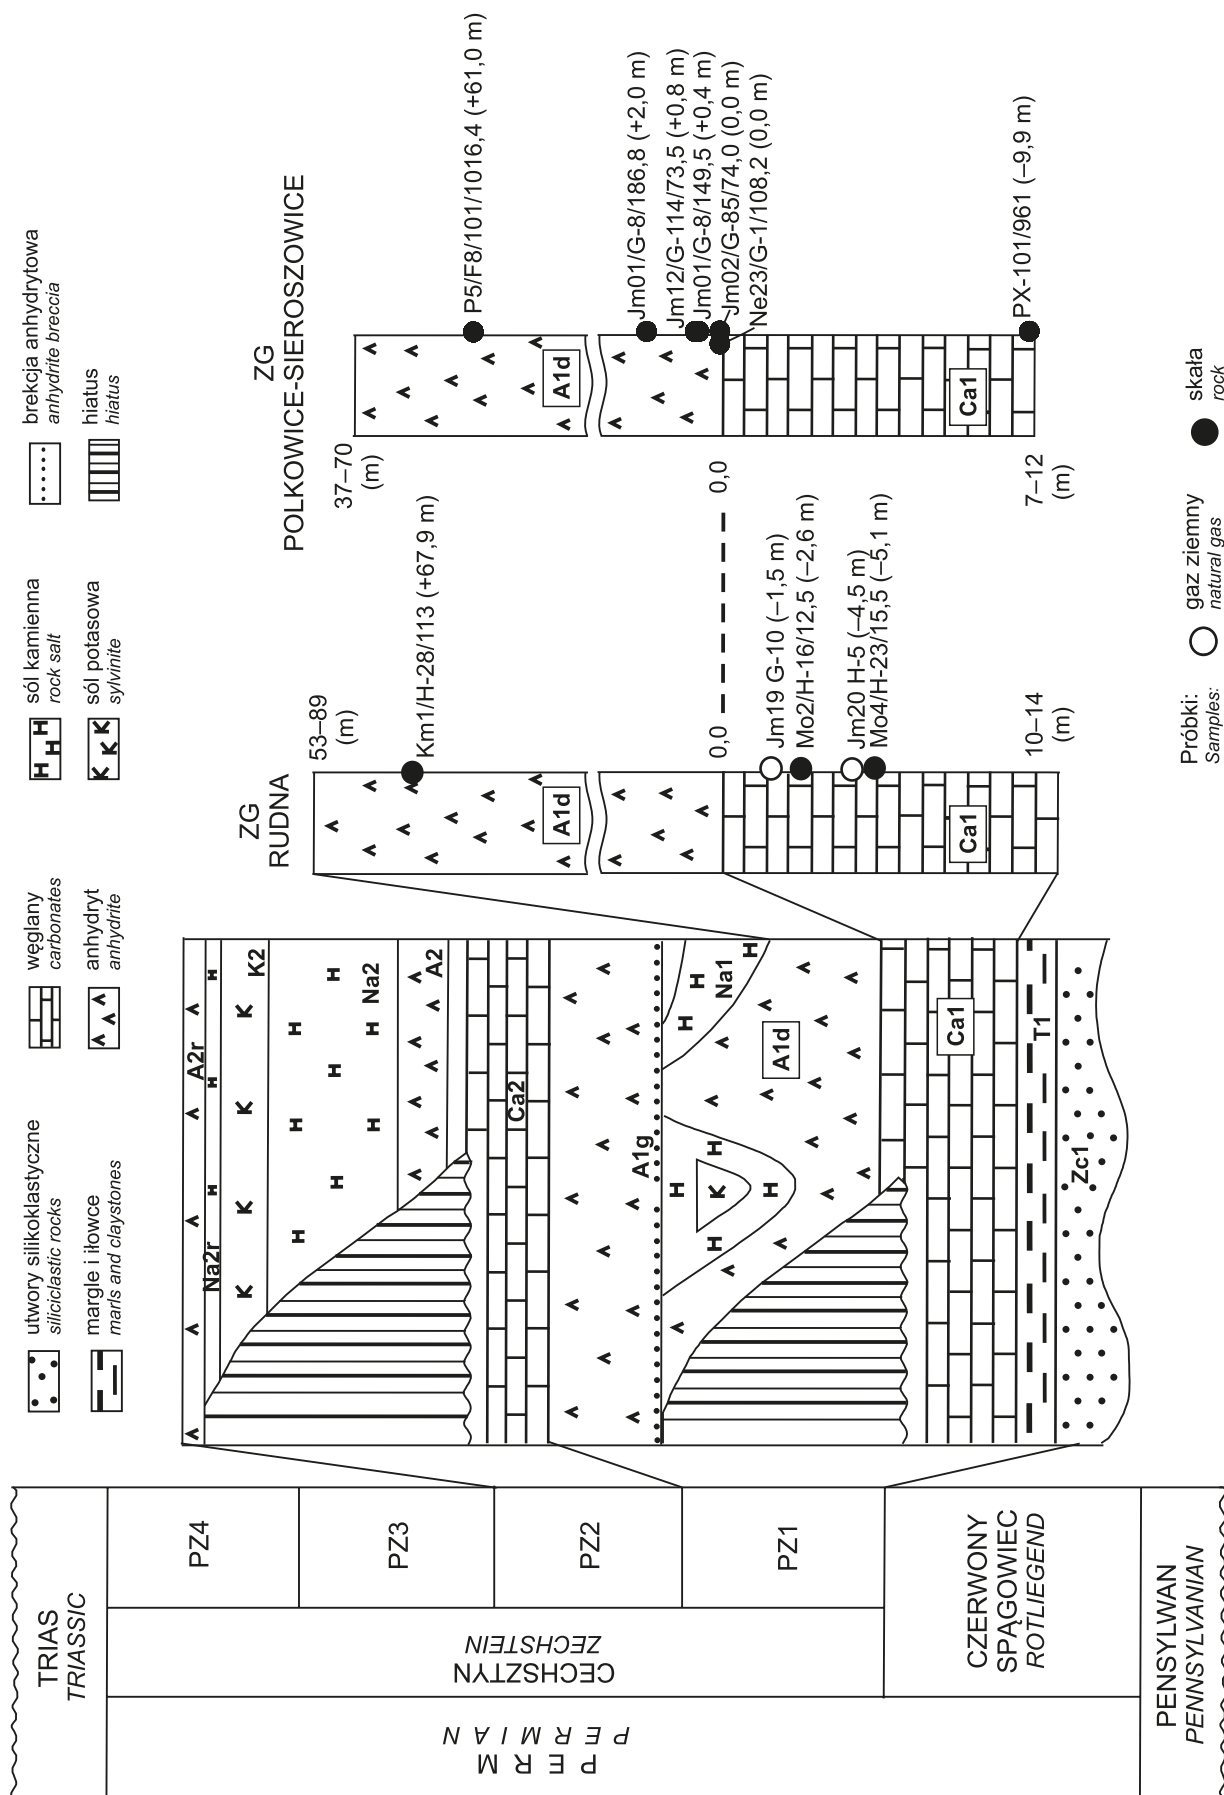 utwory silikoklastyczne
siliciclastic rocks
margle i iłowce
marls and claystones
węglany
carbonates
anhydryt
anhydrite
sól kamienna
rock salt
sól potasowa
sylvinite
brekcja anhydrytowa
anhydrite breccia
hiatus
hiatus
TRIAS
TRIASSIC
PERM
PERMIAN
CECHSZTYN
ZECHSTEIN
PZ4
PZ3
PZ2
PZ1
CZERWONY
SPĄGOWIEC
ROTLIEGEND
PENSYLWAN
PENNSYLVANIAN
A2r
Na2r
K2
Na2
A2
Ca2
A1g
Na1
A1d
Ca1
T1
Zc1
H
K
ZG
RUDNA
53–89
(m)
Km1/H-28/113 (+67,9 m)
A1d
0,0
Jm19 G-10 (–1,5 m)
Mo2/H-16/12,5 (–2,6 m)
Jm20 H-5 (–4,5 m)
Mo4/H-23/15,5 (–5,1 m)
Ca1
10–14
(m)
ZG
POLKOWICE-SIEROSZOWICE
37–70
(m)
P5/F8/101/1016,4 (+61,0 m)
A1d
Jm01/G-8/186,8 (+2,0 m)
Jm12/G-114/73,5 (+0,8 m)
Jm01/G-8/149,5 (+0,4 m)
Jm02/G-85/74,0 (0,0 m)
Ne23/G-1/108,2 (0,0 m)
0,0
Ca1
PX-101/961 (–9,9 m)
7–12
(m)
Próbki:
Samples:
gaz ziemny
natural gas
skała
rock